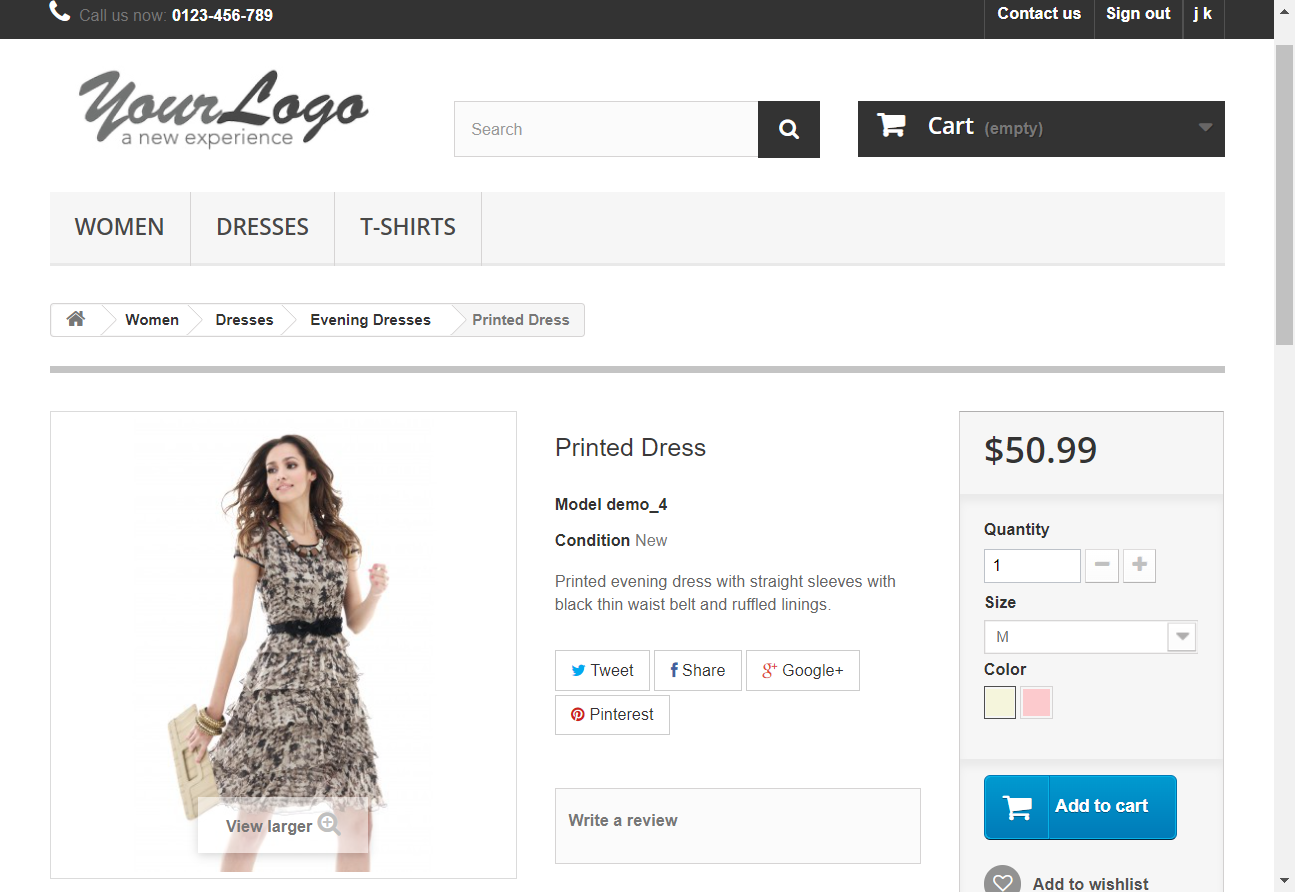 Call us now: 0123-456-789
Contact us
Sign out
j k
YourLogo
a new experience
Search
Cart (empty)
WOMEN
DRESSES
T-SHIRTS
Women
Dresses
Evening Dresses
Printed Dress
Printed Dress
Model demo_4
Condition New
Printed evening dress with straight sleeves with
black thin waist belt and ruffled linings.
Tweet
Share
Google+
Pinterest
Write a review
View larger
$50.99
Quantity
1
Size
M
Color
Add to cart
Add to wishlist